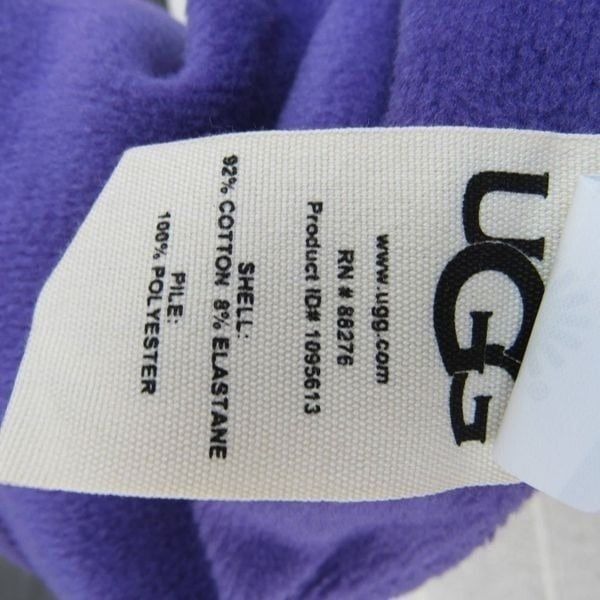 UGG
www.ugg.com
RN # 88276
Product ID# 1095613
SHELL:
92% COTTON 8% ELASTANE
PILE:
100% POLYESTER